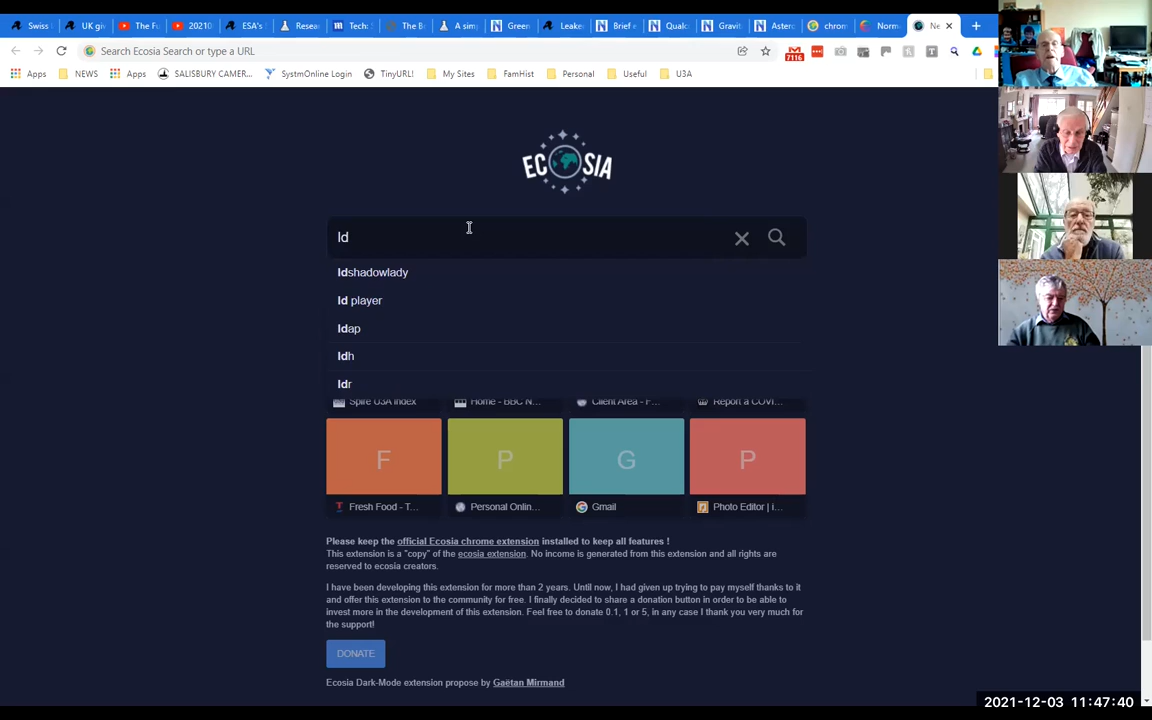 Swiss
UK giv
The Fo
20210
ESA's
Resea
Tech:
The Be
A simp
Green
Leake
Brief e
Qualc
Gravit
Astero
chrom
Norm
Ne
Search Ecosia Search or type a URL
7116
Apps
NEWS
Apps
SALISBURY CAMER...
SystmOnline Login
TinyURL!
My Sites
FamHist
Personal
Useful
U3A
ECOSIA
ld
ldshadowlady
ld player
ldap
ldh
ldr
Spire U3A Index
Home - BBC N...
Client Area - F...
Report a COVI...
F
P
G
P
Fresh Food - T...
Personal Onlin...
Gmail
Photo Editor | i...
Please keep the official Ecosia chrome extension installed to keep all features !
This extension is a "copy" of the ecosia extension. No income is generated from this extension and all rights are
reserved to ecosia creators.
I have been developing this extension for more than 2 years. Until now, I had given up trying to pay myself thanks to it
and offer this extension to the community for free. I finally decided to share a donation button in order to be able to
invest more in the development of this extension. Feel free to donate 0.1, 1 or 5, in any case I thank you very much for
the support!
DONATE
Ecosia Dark-Mode extension propose by Gaëtan Mirmand
2021-12-03 11:47:40